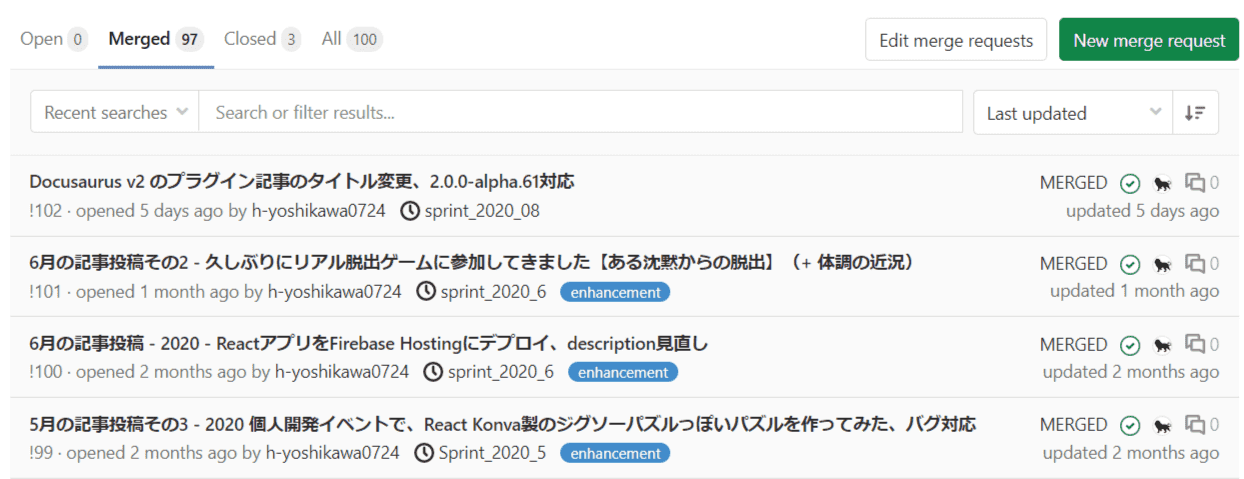 Open 0 Merged 97 Closed 3 All 100 Edit merge requests New merge request
Recent searches Search or filter results... Last updated
Docusaurus v2 のプラグイン記事のタイトル変更、2.0.0-alpha.61対応 MERGED 0
!102 · opened 5 days ago by h-yoshikawa0724 sprint_2020_08 updated 5 days ago
6月の記事投稿その2 - 久しぶりにリアル脱出ゲームに参加してきました【ある沈黙からの脱出】（+ 体調の近況） MERGED 0
!101 · opened 1 month ago by h-yoshikawa0724 sprint_2020_6 enhancement updated 1 month ago
6月の記事投稿 - 2020 - ReactアプリをFirebase Hostingにデプロイ、description見直し MERGED 0
!100 · opened 2 months ago by h-yoshikawa0724 sprint_2020_6 enhancement updated 2 months ago
5月の記事投稿その3 - 2020 個人開発イベントで、React Konva製のジグソーパズルっぽいパズルを作ってみた、バグ対応 MERGED 0
!99 · opened 2 months ago by h-yoshikawa0724 Sprint_2020_5 enhancement updated 2 months ago